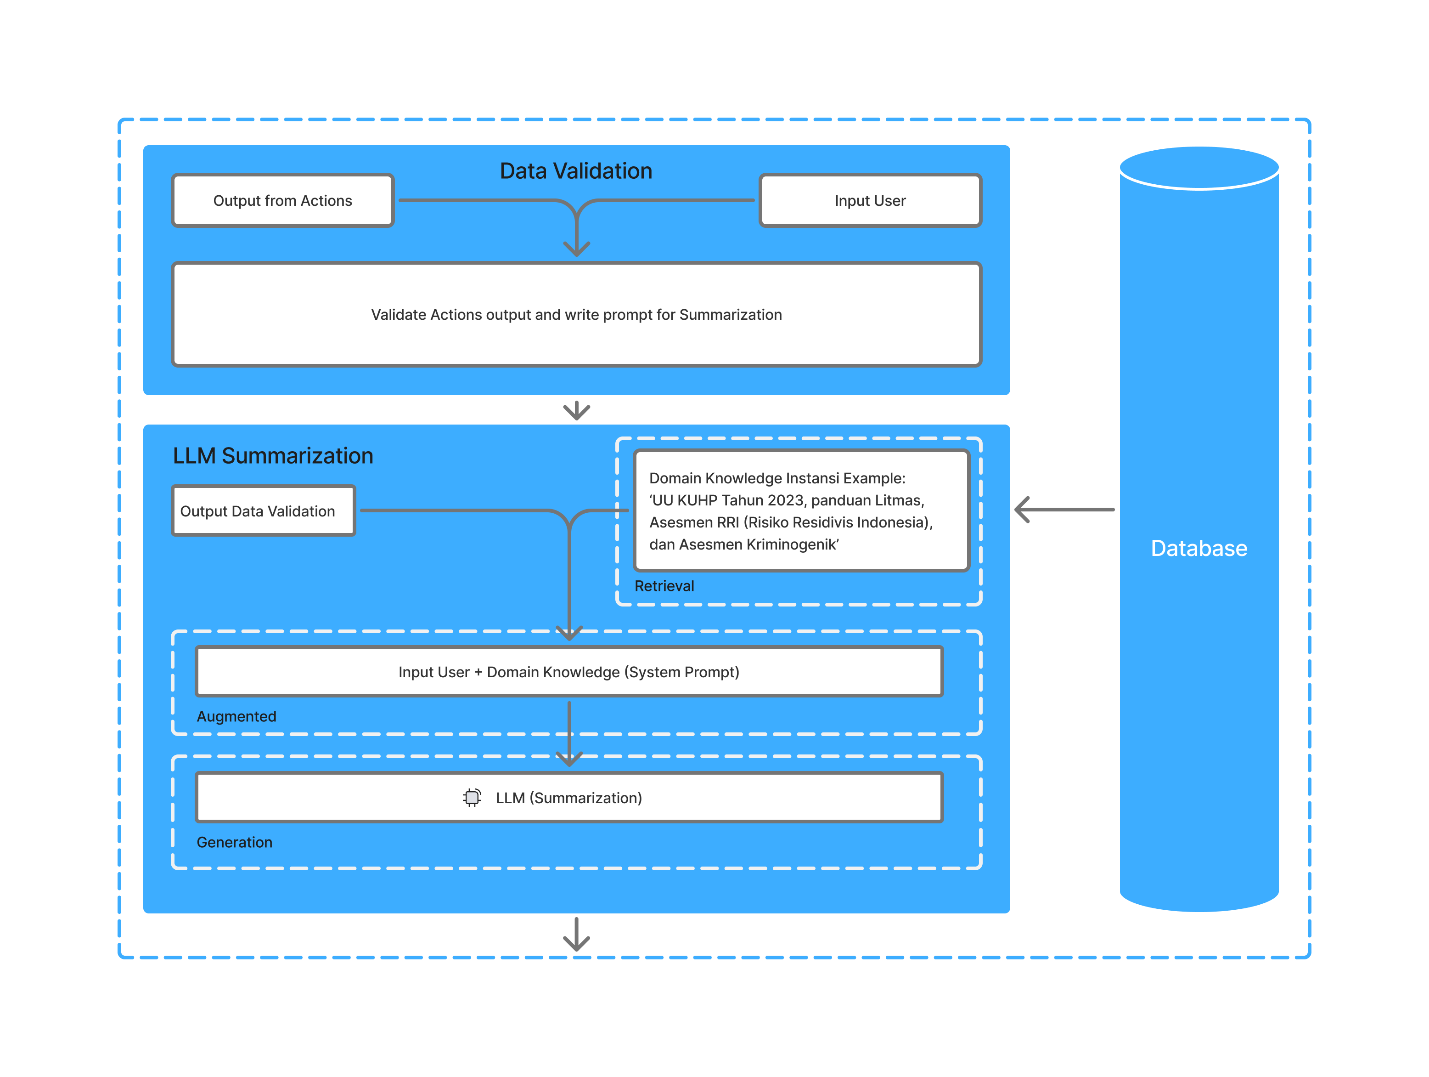 Data Validation
Output from Actions
Input User
Validate Actions output and write prompt for Summarization
LLM Summarization
Output Data Validation
Domain Knowledge Instansi Example:
‘UU KUHP Tahun 2023, panduan Litmas,
Asesmen RRI (Risiko Residivis Indonesia),
dan Asesmen Kriminogenik’
Retrieval
Database
Input User + Domain Knowledge (System Prompt)
Augmented
LLM (Summarization)
Generation